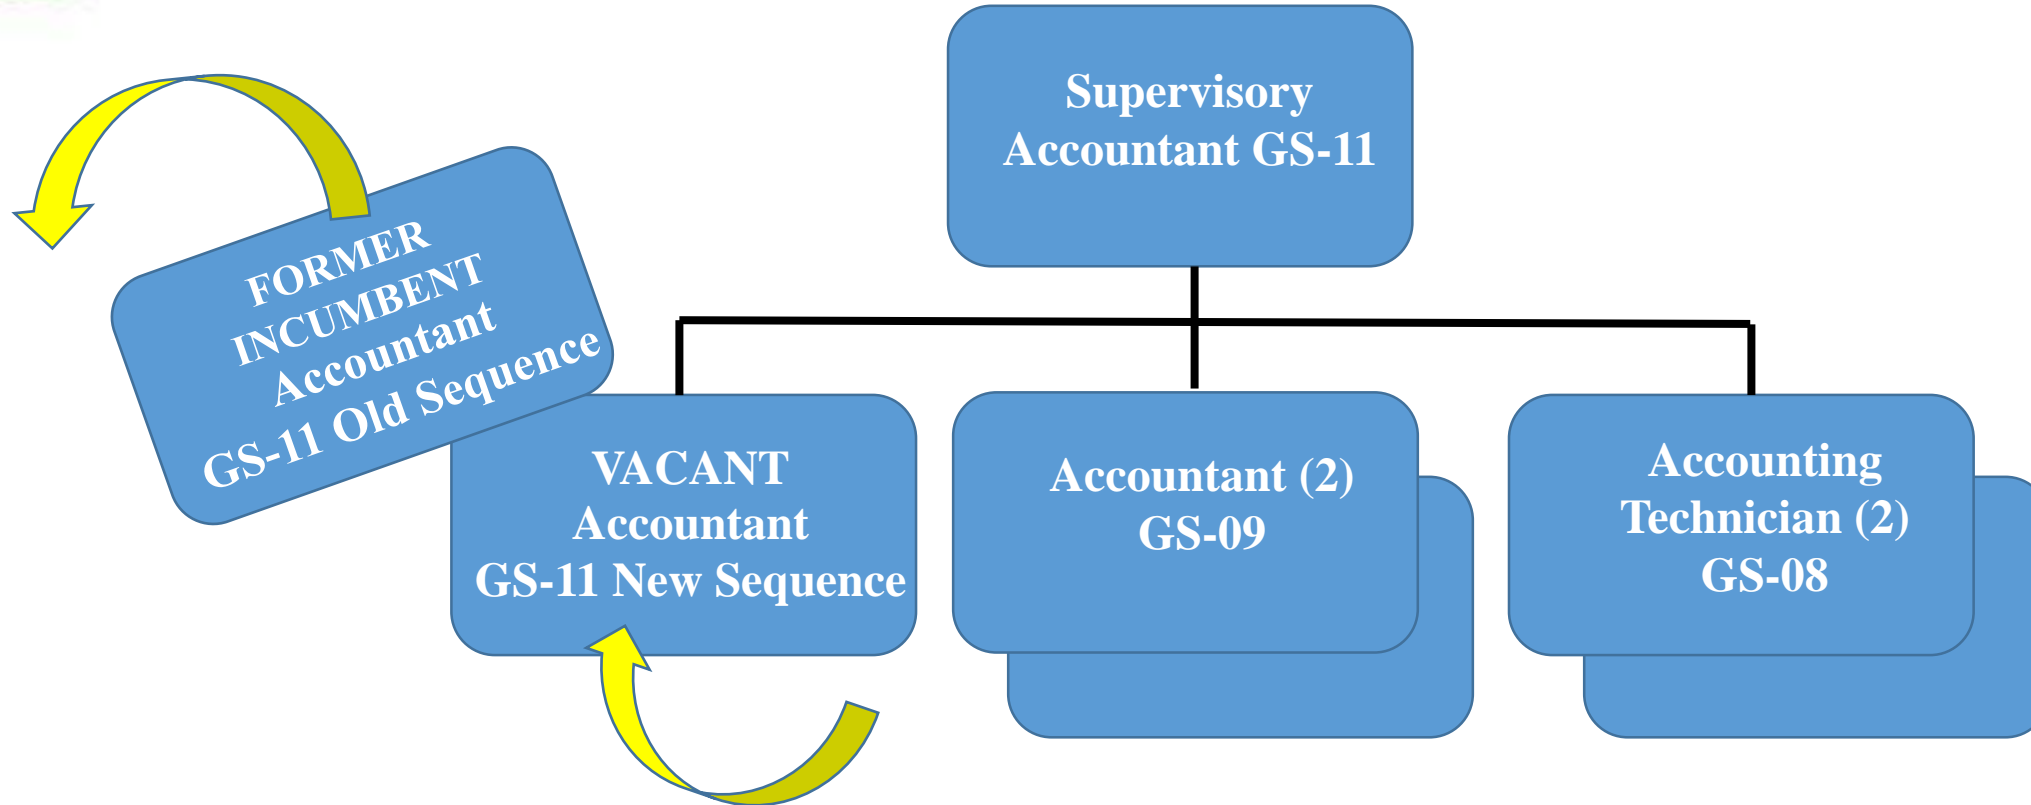 Supervisory
Accountant GS-11
FORMER
INCUMBENT
Accountant
GS-11 Old Sequence
VACANT
Accountant
GS-11 New Sequence
Accountant (2)
GS-09
Accounting
Technician (2)
GS-08